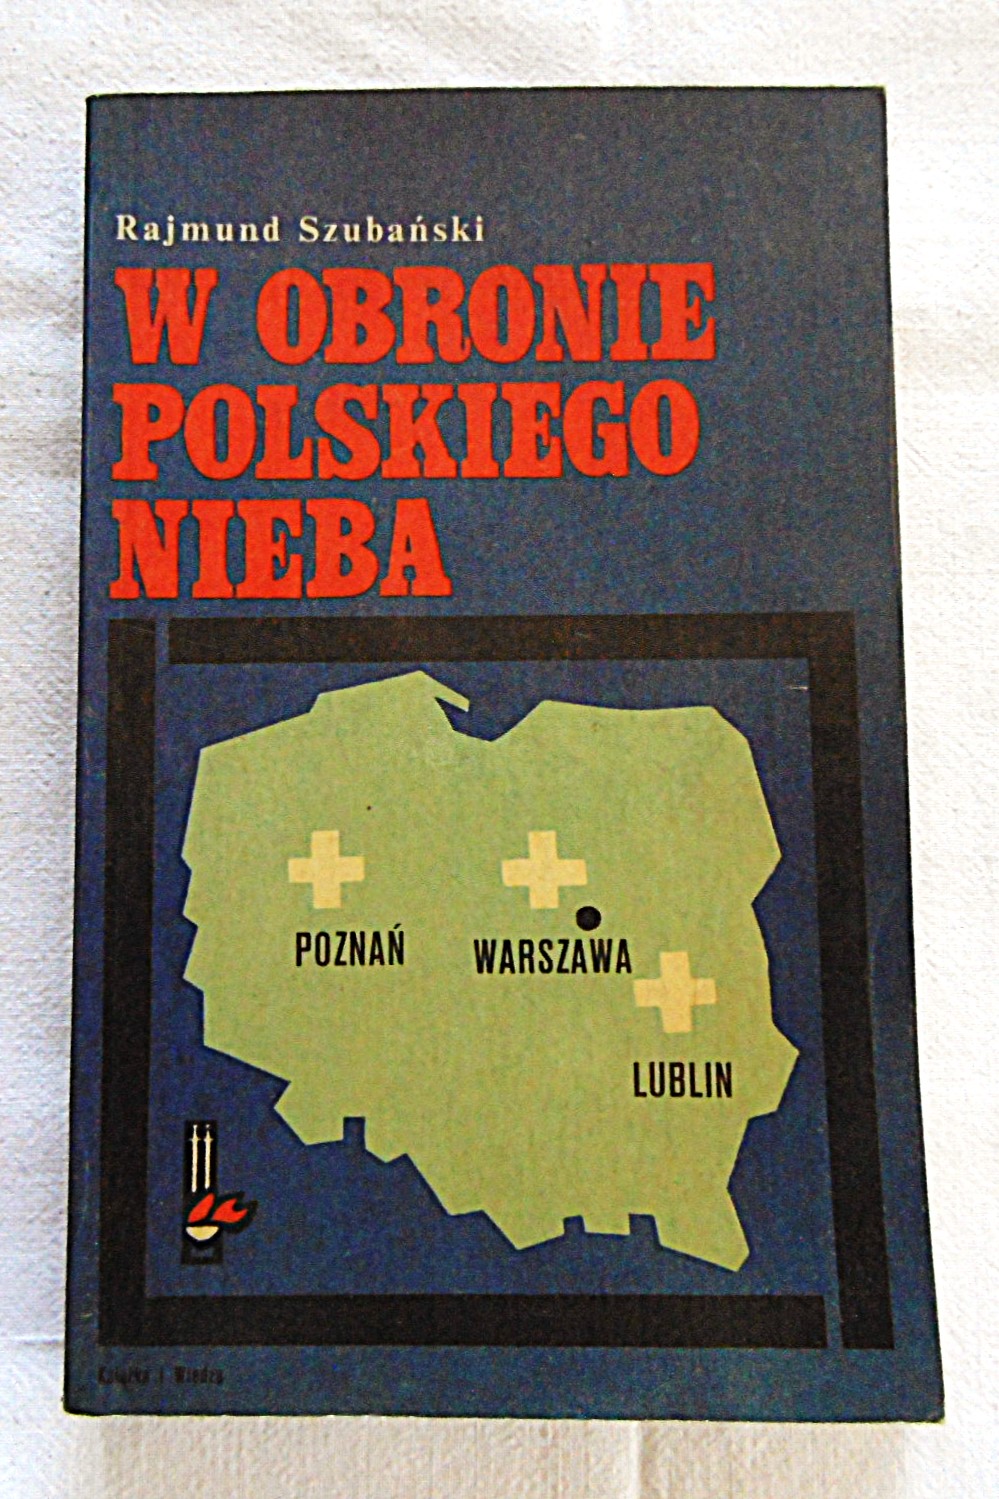 Rajmund Szubański
W OBRONIE
POLSKIEGO
NIEBA
POZNAŃ
WARSZAWA
LUBLIN
Książka i Wiedza